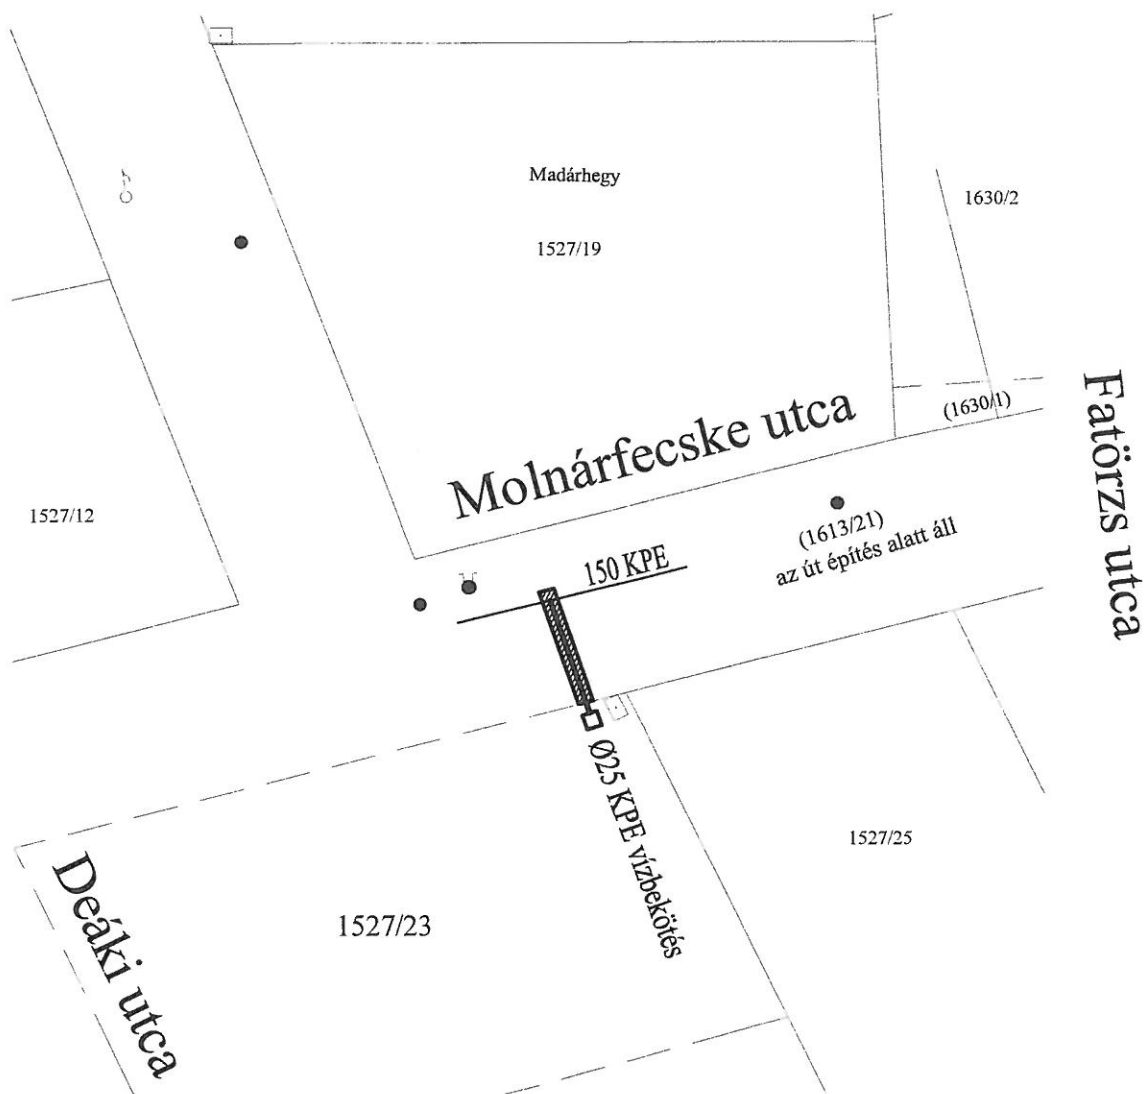 Madárhegy
1630/2
1527/19
(1630/1)
Fatörzs utca
Molnárfecske utca
1527/12
(1613/21)
az út építés alatt áll
150 KPE
Ø25 KPE vízbekötés
1527/25
Deáki utca
1527/23